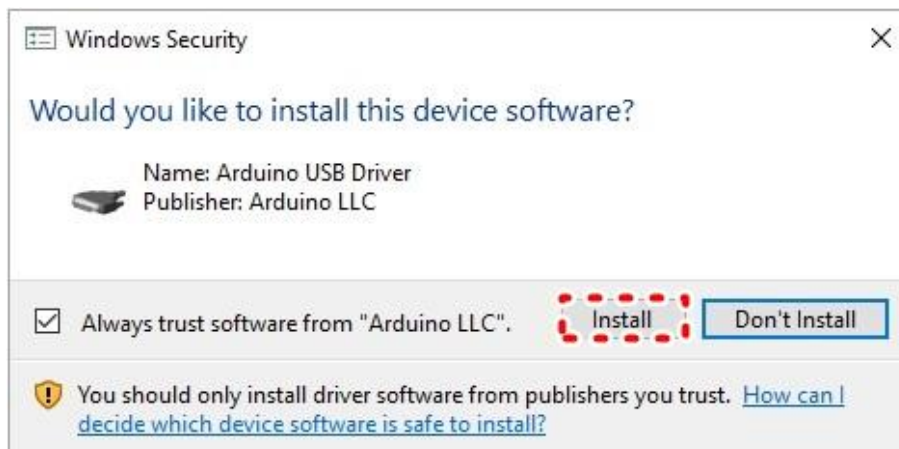 Windows Security
Would you like to install this device software?
Name: Arduino USB Driver
Publisher: Arduino LLC
Always trust software from "Arduino LLC".
Install
Don't Install
You should only install driver software from publishers you trust. How can I
decide which device software is safe to install?